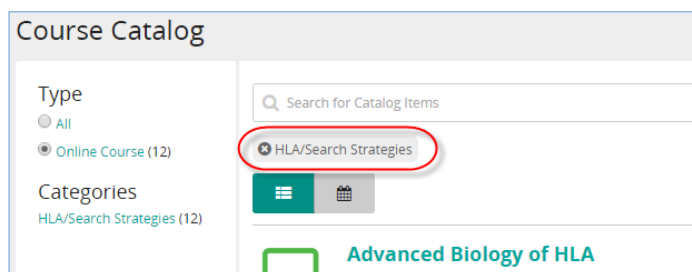 Course Catalog
Type
All
Online Course (12)
Categories
HLA/Search Strategies (12)
Search for Catalog Items
HLA/Search Strategies
Advanced Biology of HLA